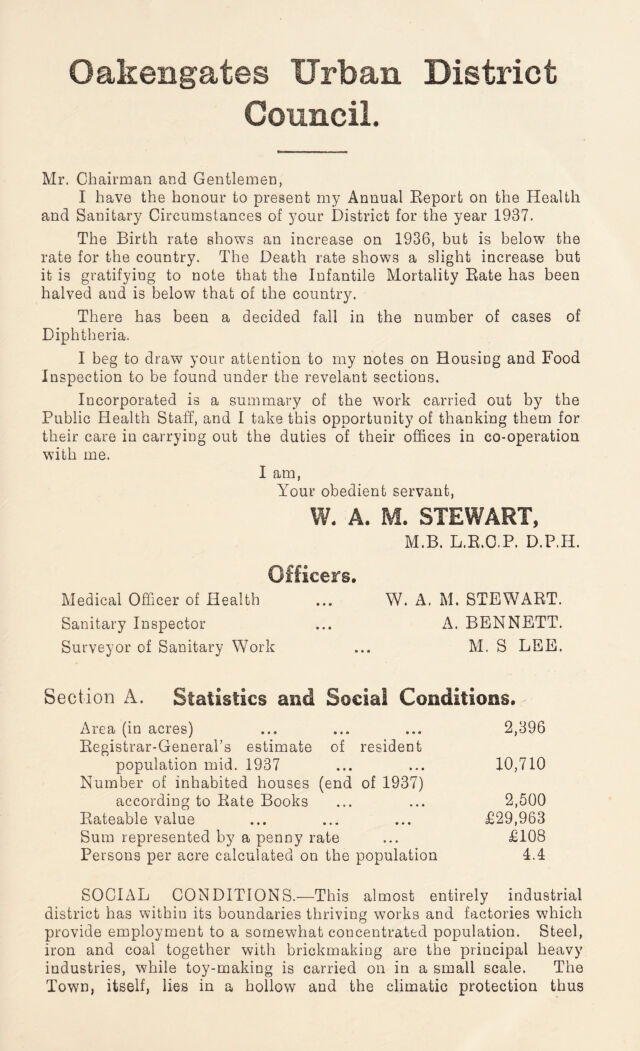 Oakengates Urban District
Council.
Mr. Chairman and Gentlemen,
I have the honour to present my Annual Report on the Health
and Sanitary Circumstances of your District for the year 1937.
The Birth rate shows an increase on 1936, but is below the
rate for the country. The Death rate shows a slight increase but
it is gratifying to note that the Infantile Mortality Rate has been
halved and is below that of the country.
There has been a decided fall in the number of cases of
Diphtheria.
I beg to draw your attention to my notes on Housing and Food
Inspection to be found under the revelant sections.
Incorporated is a summary of the work carried out by the
Public Health Staff, and I take this opportunity of thanking them for
their care in carrying out the duties of their offices in co-operation
with me.
I am,
Your obedient servant,
W. A. M. STEWART,
M.B. L.R.C.P. D.P.H.
Officers.
Medical Officer of Health ... W. A. M. STEWART.
Sanitary Inspector ... A. BENNETT.
Surveyor of Sanitary Work ... M. S LEE.
Section A. Statistics and Social Conditions.
Area (in acres) ... ... ... 2,396
Registrar-General's estimate of resident
population mid. 1937 ... ... 10,710
Number of inhabited houses (end of 1937)
according to Rate Books ... ... 2,500
Rateable value ... ... ... £29,963
Sum represented by a penny rate ... £108
Persons per acre calculated on the population 4.4
SOCIAL CONDITIONS.—This almost entirely industrial
district has within its boundaries thriving works and factories which
provide employment to a somewhat concentrated population. Steel,
iron and coal together with brickmaking are the principal heavy
industries, while toy-making is carried on in a small scale. The
Town, itself, lies in a hollow and the climatic protection thus